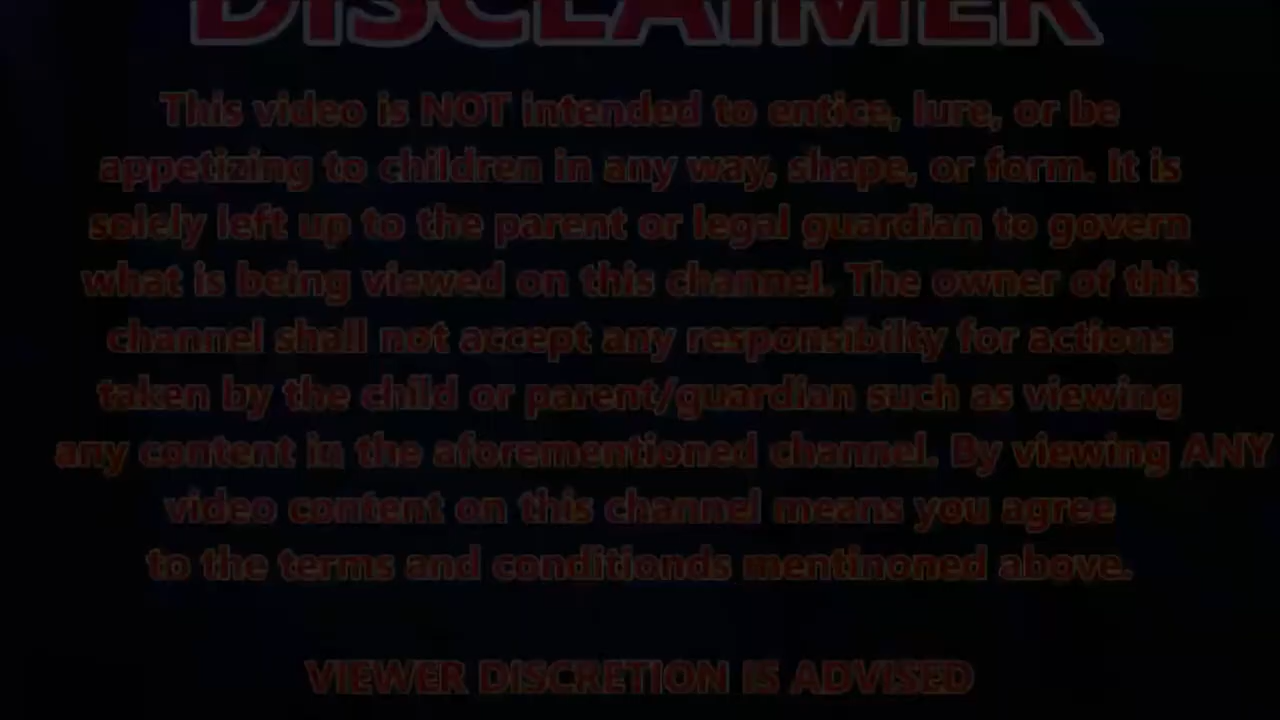 DISCLAIMER
This video is NOT intended to entice, lure, or be
appetizing to children in any way, shape, or form. It is
solely left up to the parent or legal guardian to govern
what is being viewed on this channel. The owner of this
channel shall not accept any responsibilty for actions
taken by the child or parent/guardian such as viewing
any content in the aforementioned channel. By viewing ANY
video content on this channel means you agree
to the terms and conditionds mentinoned above.
VIEWER DISCRETION IS ADVISED